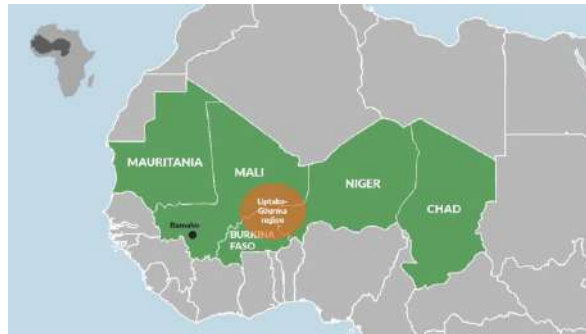 MAURITANIA
MALI
NIGER
CHAD
Liptako-
Gourma
region
Bamako
BURKINA
FASO